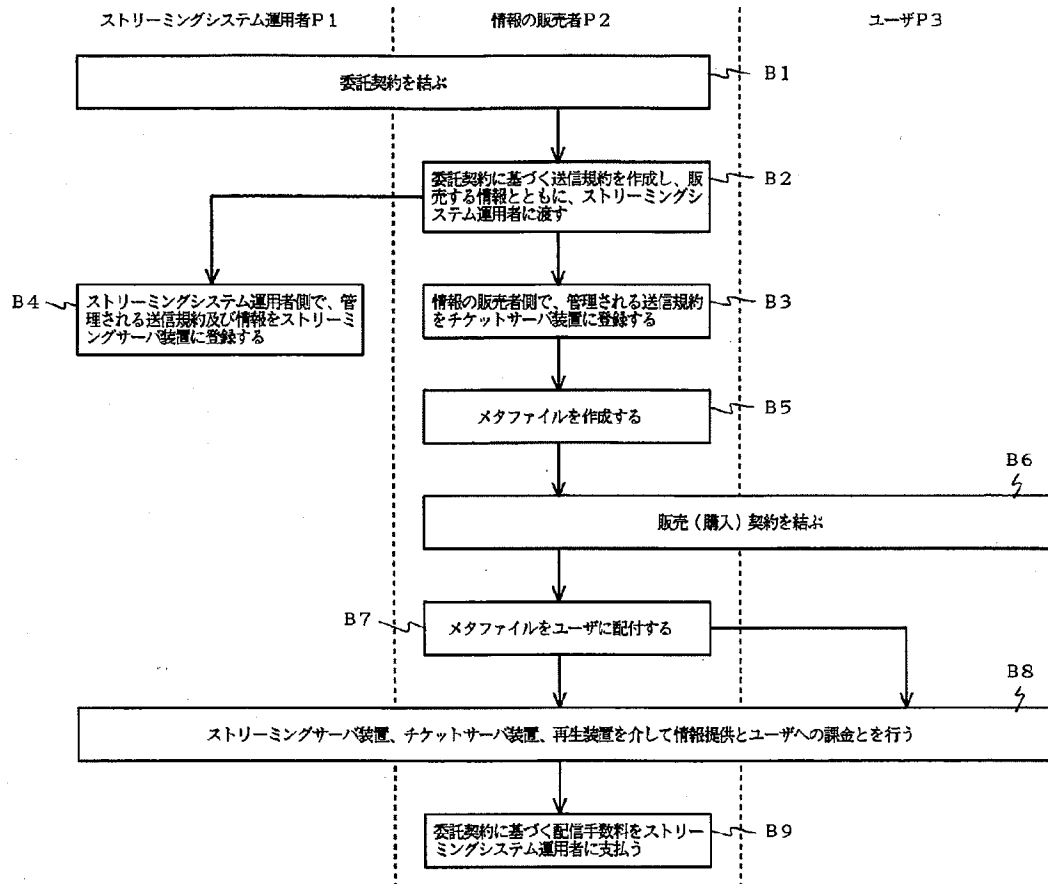 ストリーミングシステム運用者P1
情報の販売者P2
ユーザP3
委託契約を結ぶ
B1
委託契約に基づく送信規約を作成し、販
売する情報とともに、ストリーミングシ
ステム運用者に渡す
B2
B4
ストリーミングシステム運用者側で、管
理される送信規約及び情報をストリーミ
ングサーバ装置に登録する
情報の販売者側で、管理される送信規約
をチケットサーバ装置に登録する
B3
メタファイルを作成する
B5
B6
販売(購入)契約を結ぶ
B7
メタファイルをユーザに配付する
B8
ストリーミングサーバ装置、チケットサーバ装置、再生装置を介して情報提供とユーザへの課金とを行う
委託契約に基づく配信手数料をストリー
ミングシステム運用者に支払う
B9